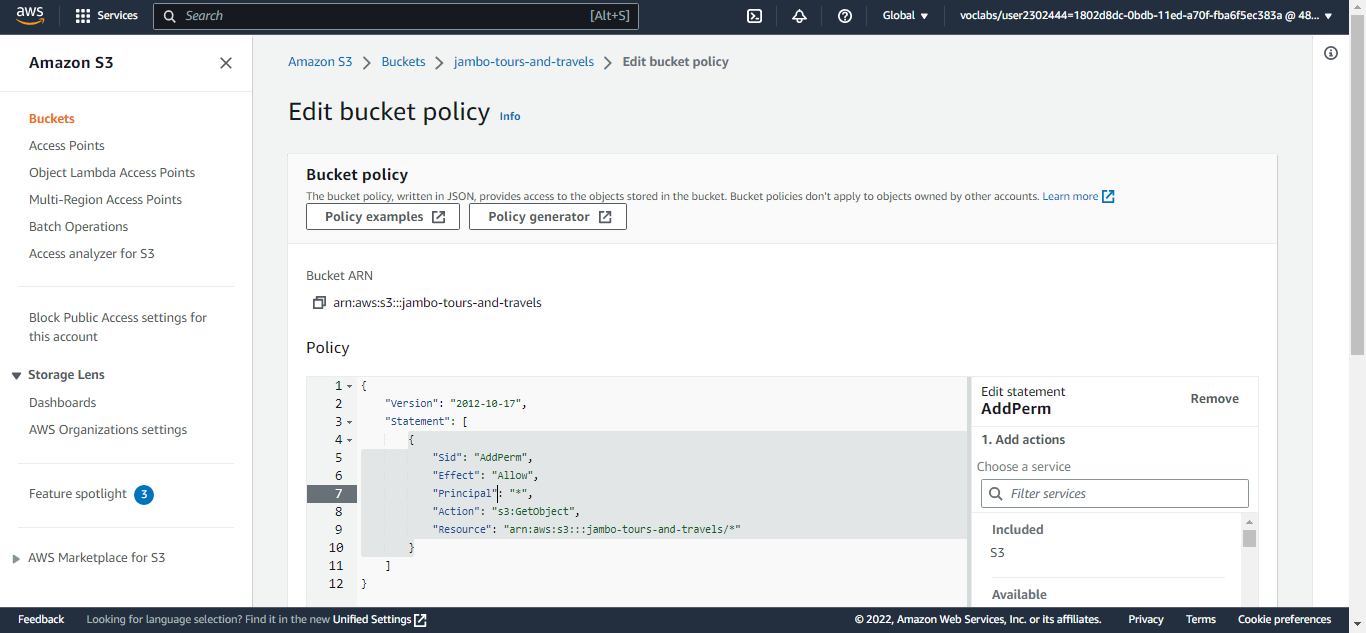 aws
Services
Search [Alt+S]
Global
voclabs/user2302444=1802d8dc-0bdb-11ed-a70f-fba6f5ec383a @ 48...
Amazon S3
Buckets
Access Points
Object Lambda Access Points
Multi-Region Access Points
Batch Operations
Access analyzer for S3
Block Public Access settings for
this account
Storage Lens
Dashboards
AWS Organizations settings
Feature spotlight 3
AWS Marketplace for S3
Amazon S3 > Buckets > jambo-tours-and-travels > Edit bucket policy
Edit bucket policy Info
Bucket policy
The bucket policy, written in JSON, provides access to the objects stored in the bucket. Bucket policies don't apply to objects owned by other accounts. Learn more
Policy examples Policy generator
Bucket ARN
arn:aws:s3:::jambo-tours-and-travels
Policy
1 {
2 "Version": "2012-10-17",
3 "Statement": [
4 {
5 "Sid": "AddPerm",
6 "Effect": "Allow",
7 "Principal": "*",
8 "Action": "s3:GetObject",
9 "Resource": "arn:aws:s3:::jambo-tours-and-travels/*"
10 }
11 ]
12 }
Edit statement
AddPerm
Remove
1. Add actions
Choose a service
Filter services
Included
S3
Available
Feedback
Looking for language selection? Find it in the new Unified Settings
© 2022, Amazon Web Services, Inc. or its affiliates.
Privacy
Terms
Cookie preferences